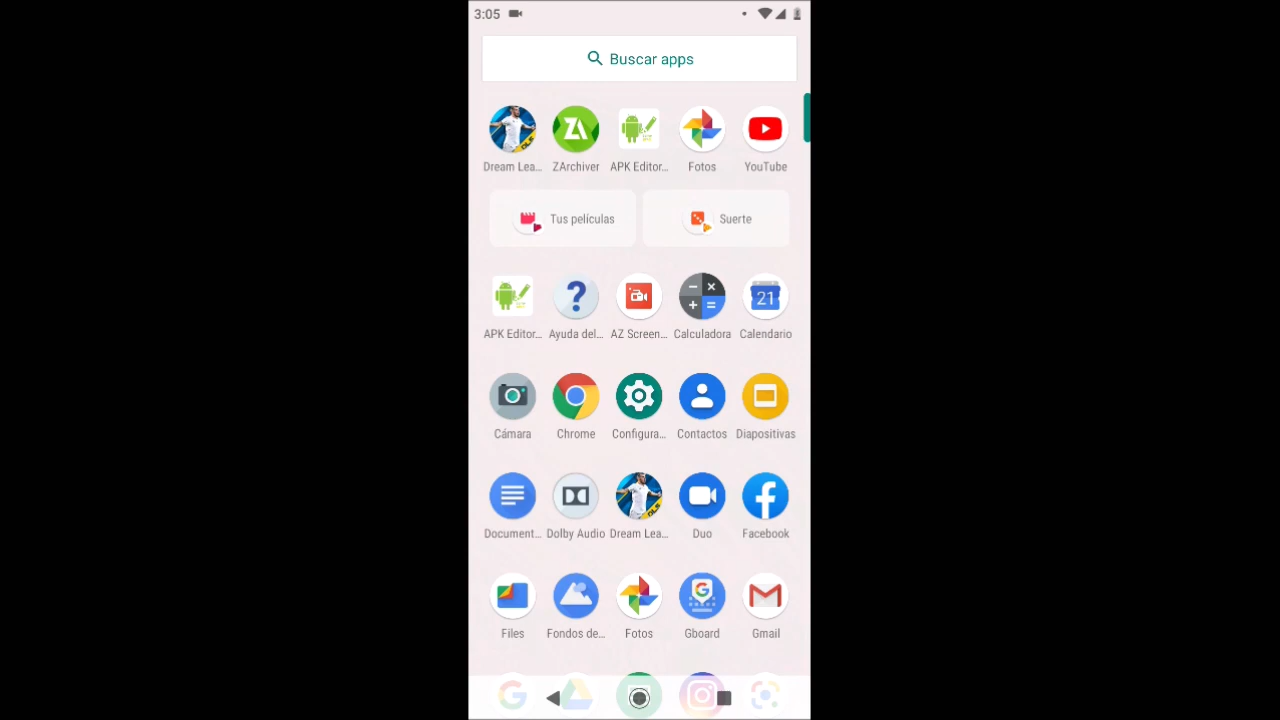 3:05
Buscar apps
Dream Lea... ZArchiver APK Editor... Fotos YouTube
Tus películas Suerte
APK Editor... Ayuda del... AZ Screen... Calculadora Calendario
21
Cámara Chrome Configura... Contactos Diapositivas
Document... Dolby Audio Dream Lea... Duo Facebook
Files Fondos de... Fotos Gboard Gmail